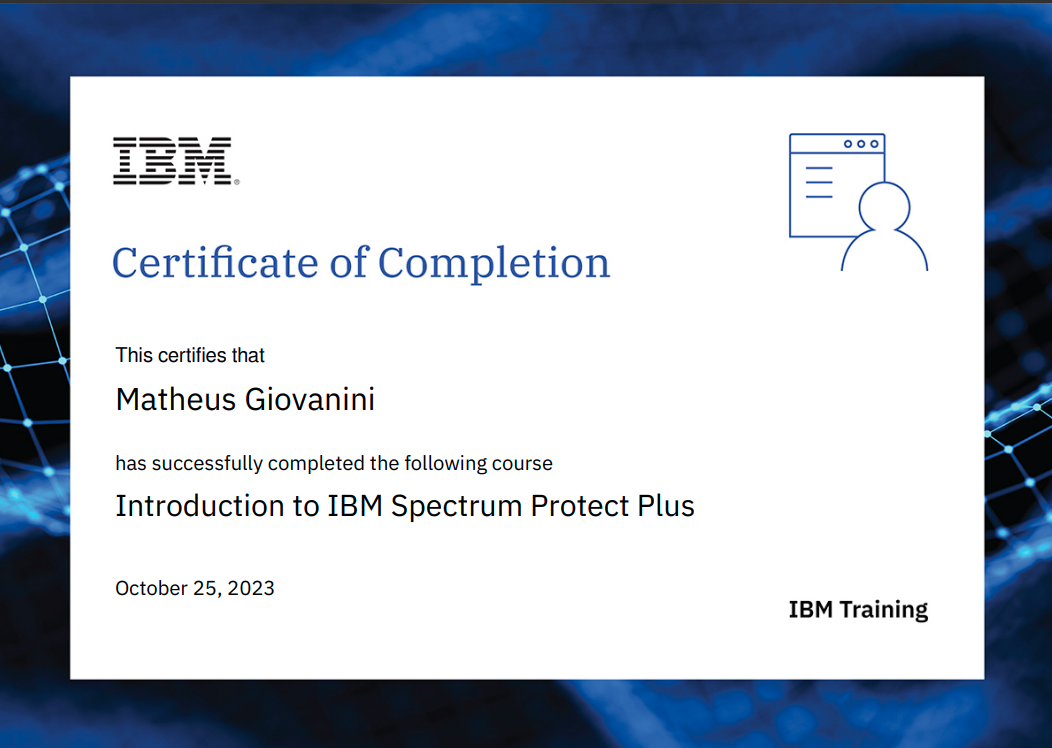 IBM®
Certificate of Completion
This certifies that
Matheus Giovanini
has successfully completed the following course
Introduction to IBM Spectrum Protect Plus
October 25, 2023
IBM Training